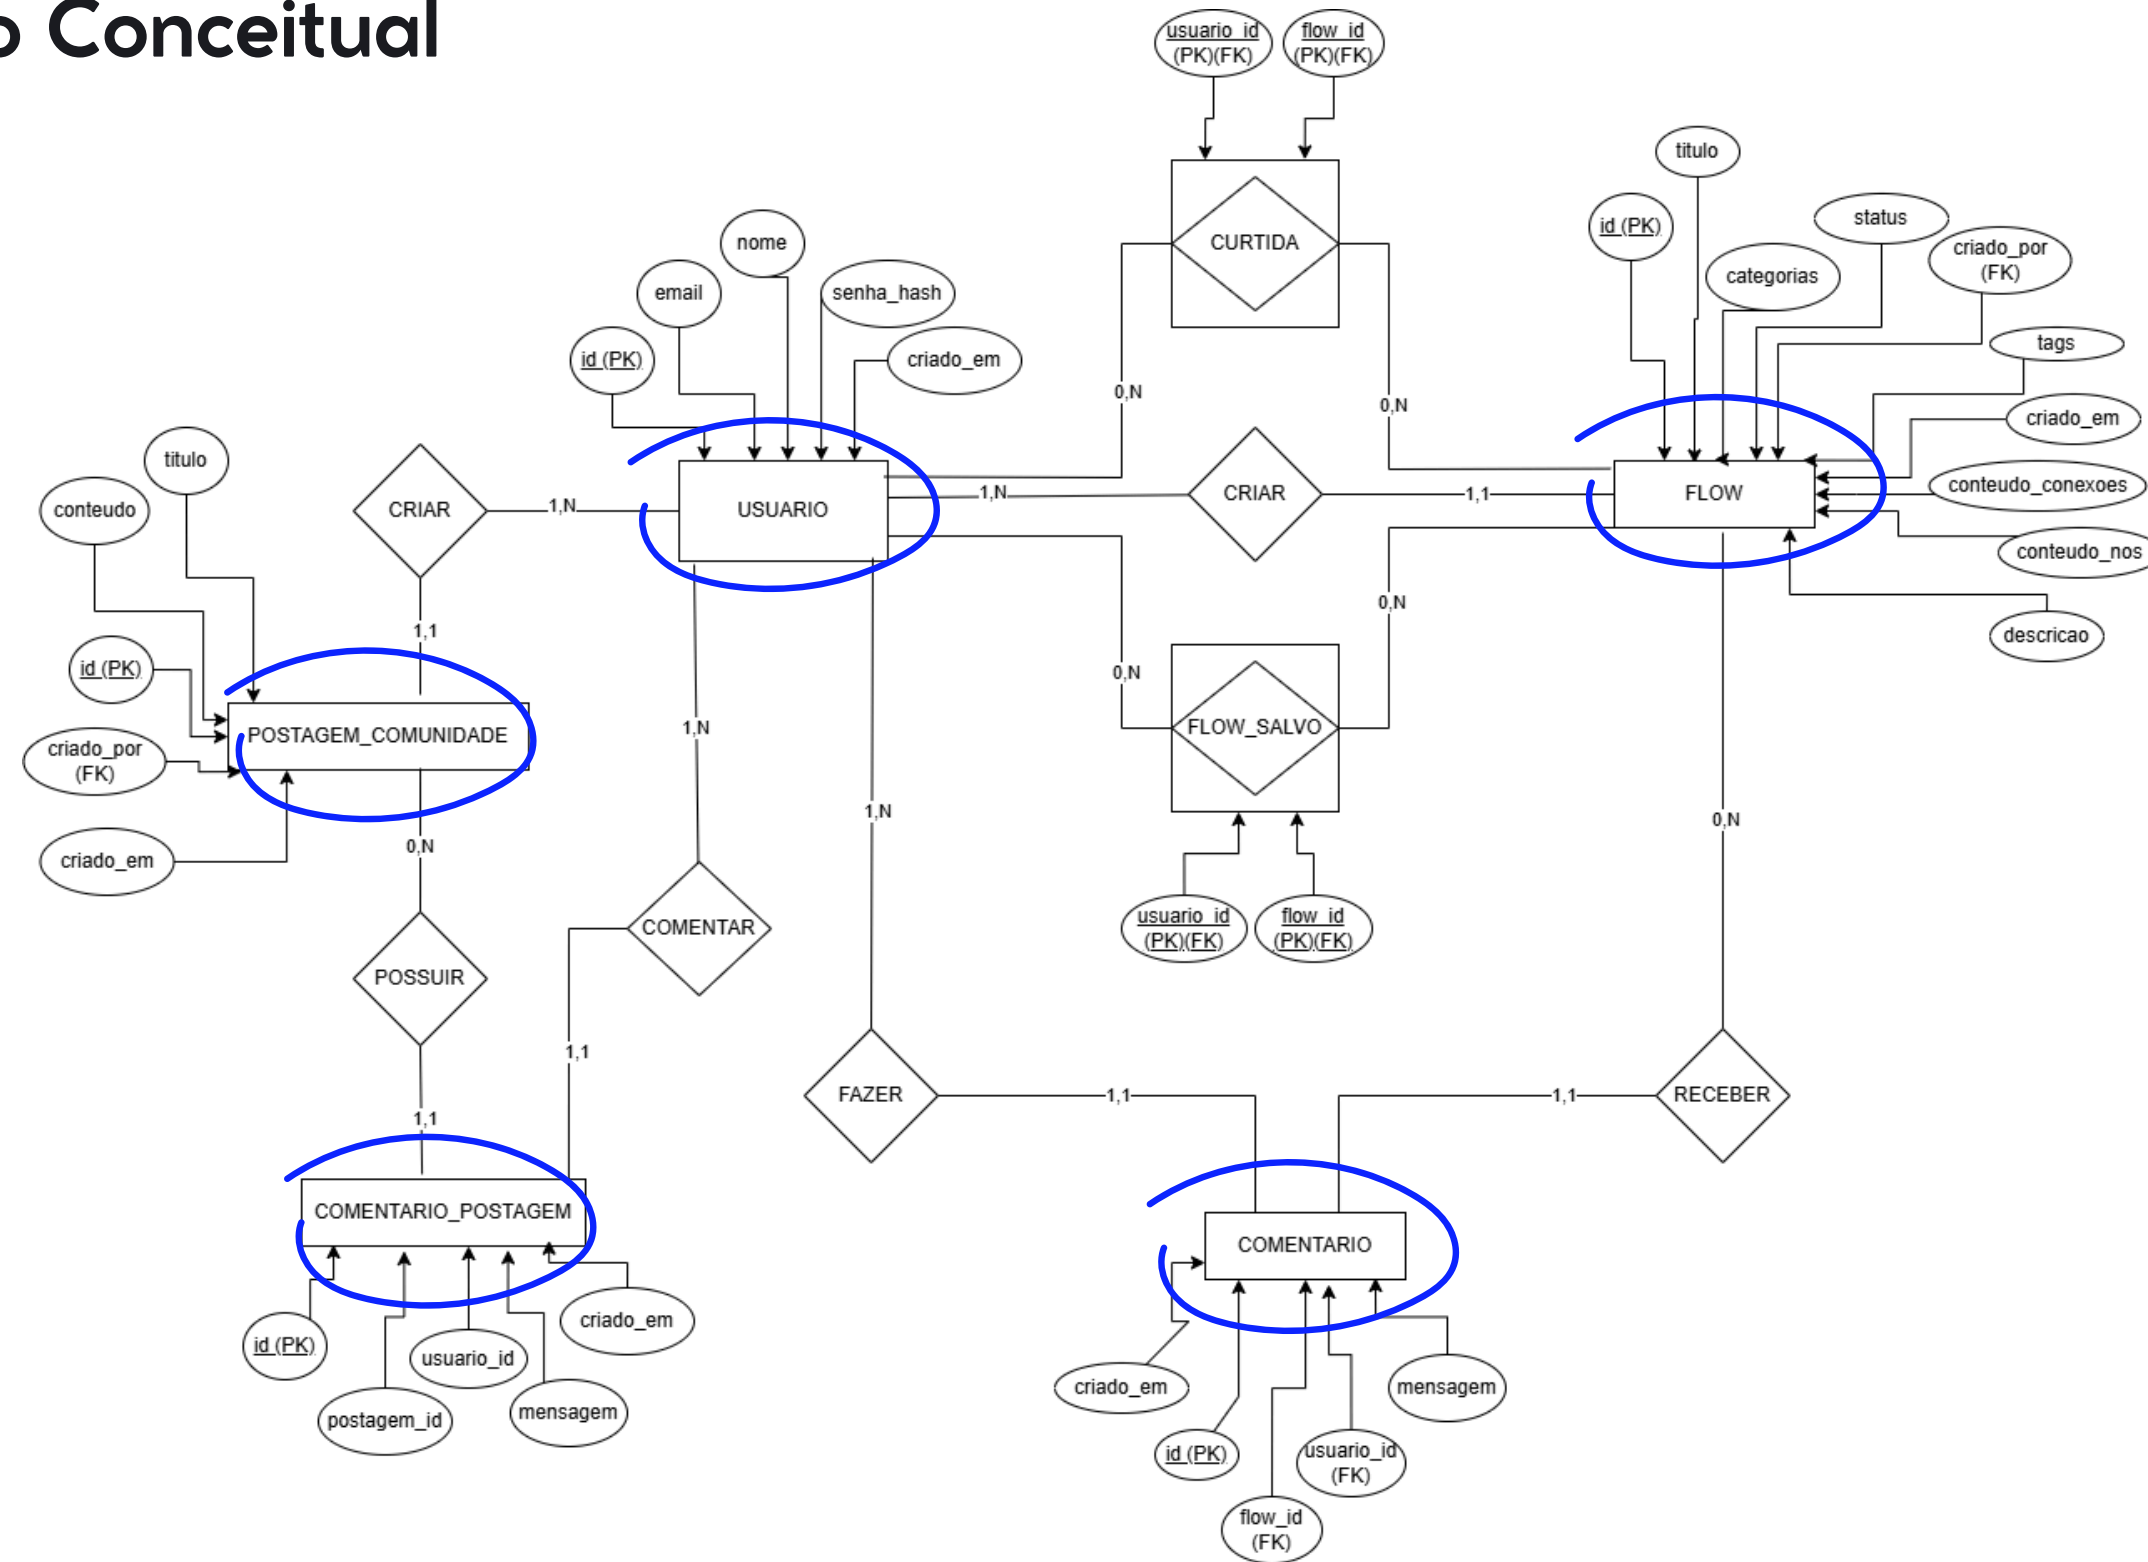 o Conceitual
usuario_id
(PK)(FK)
flow_id
(PK)(FK)
CURTIDA
titulo
id (PK)
status
categorias
criado_por
(FK)
tags
criado_em
conteudo_conexoes
conteudo_nos
descricao
FLOW
nome
email
senha_hash
id (PK)
criado_em
USUARIO
0,N
0,N
1,N
CRIAR
1,1
titulo
conteudo
CRIAR
1,N
1,1
id (PK)
criado_por
(FK)
criado_em
POSTAGEM_COMUNIDADE
0,N
0,N
FLOW_SALVO
usuario_id
(PK)(FK)
flow_id
(PK)(FK)
1,N
1,N
0,N
0,N
COMENTAR
POSSUIR
1,1
1,1
FAZER
1,1
1,1
RECEBER
COMENTARIO_POSTAGEM
id (PK)
postagem_id
usuario_id
mensagem
criado_em
COMENTARIO
criado_em
id (PK)
flow_id
(FK)
usuario_id
(FK)
mensagem